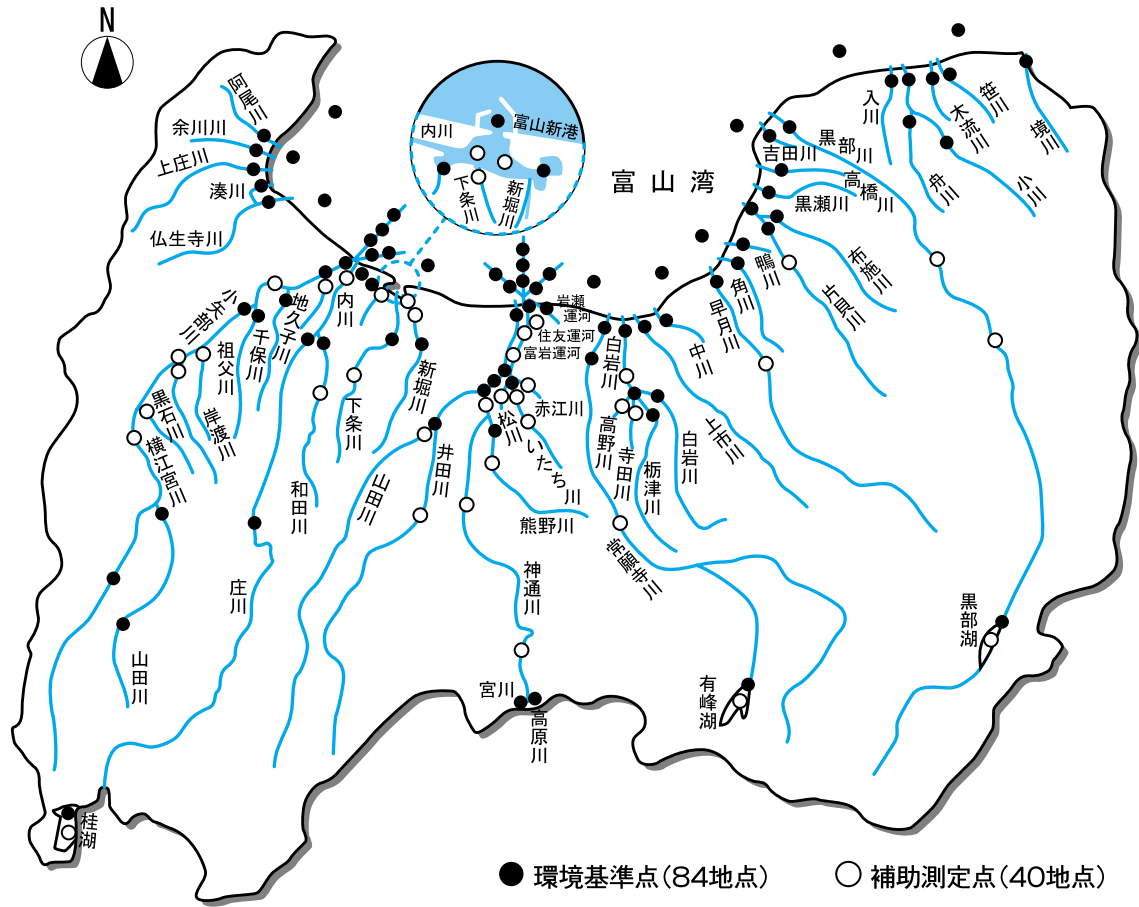 N
阿尾川
余川川
上庄川
湊川
仏生寺川
内川
富山新港
下条川
新堀川
富山湾
入川
木流川
笹川
境川
舟川
小川
吉田川
黒部川
高橋川
黒瀬川
布施川
片貝川
鴨川
角川
早月川
中川
上市川
白岩川
岩瀬
運河
住友運河
富岩運河
小矢部川
祖父川
千保川
地久子川
内川
新堀川
下条川
和田川
黒石川
岸渡川
横江宮川
山田川
井田川
松川
赤江川
いたち川
熊野川
高野川
寺田川
栃津川
白岩川
常願寺川
庄川
神通川
山田川
宮川
高原川
有峰湖
黒部湖
桂湖
環境基準点(84地点)
補助測定点(40地点)